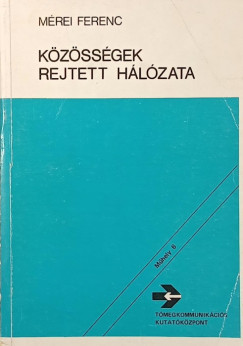 MÉREI FERENC
KÖZÖSSÉGEK
REJTETT HÁLÓZATA
Műhely 6
TÖMEGKOMMUNIKÁCIÓS
KUTATÓKÖZPONT